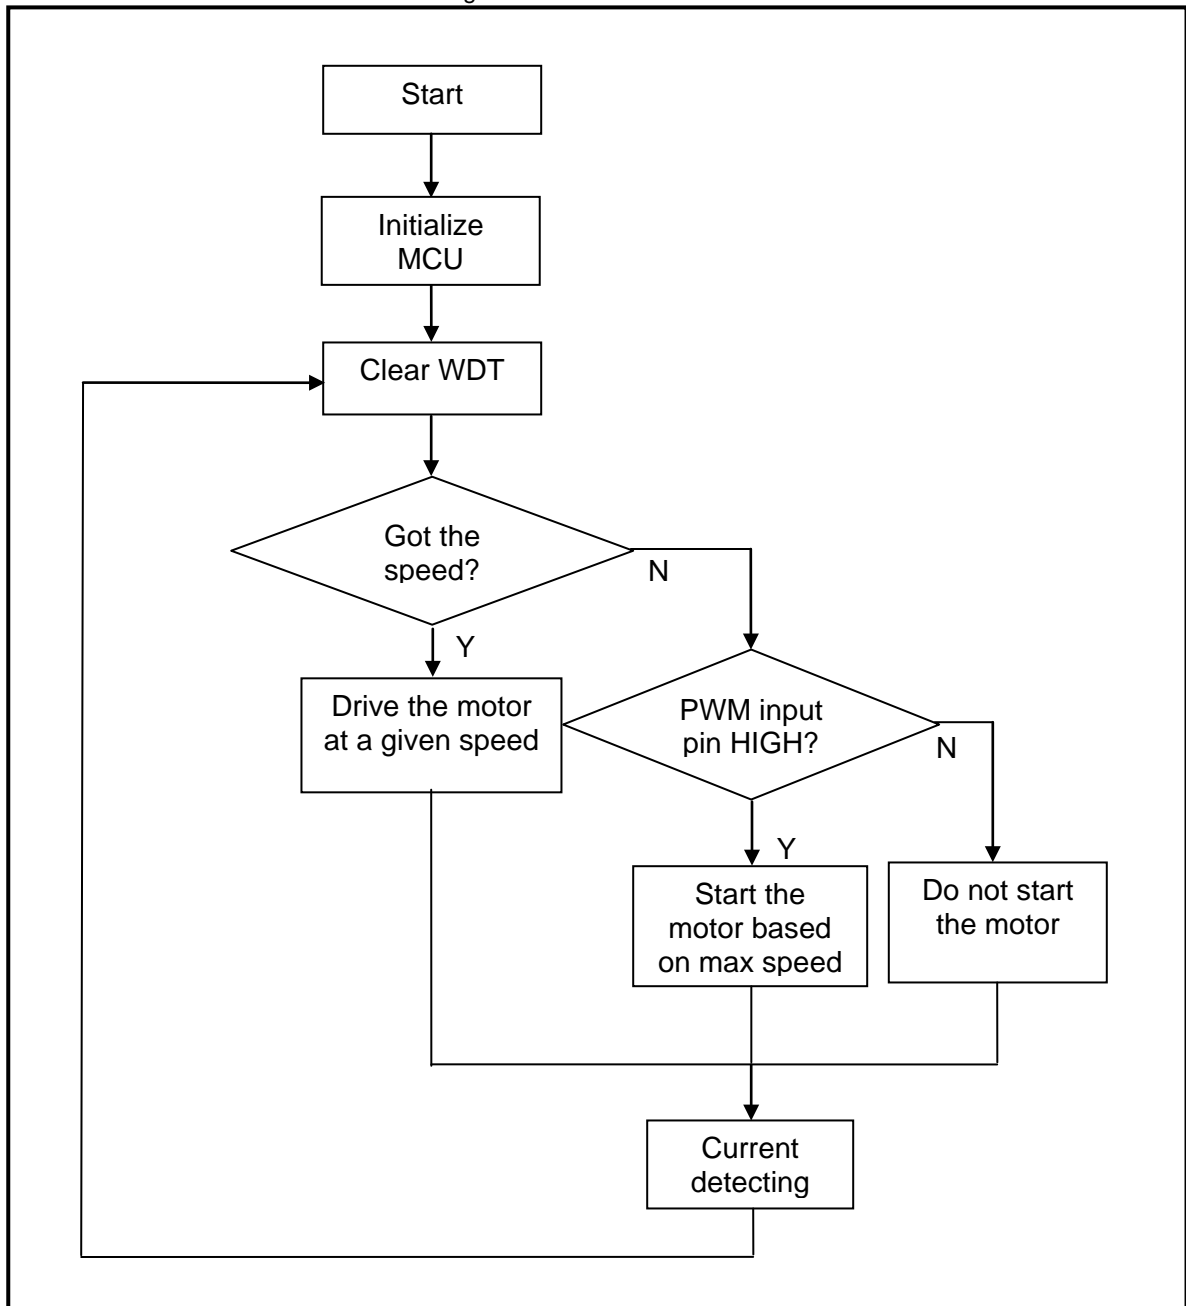 Start
Initialize
MCU
Clear WDT
Got the
speed?
N
Y
Drive the motor
at a given speed
PWM input
pin HIGH?
N
Y
Start the
motor based
on max speed
Do not start
the motor
Current
detecting